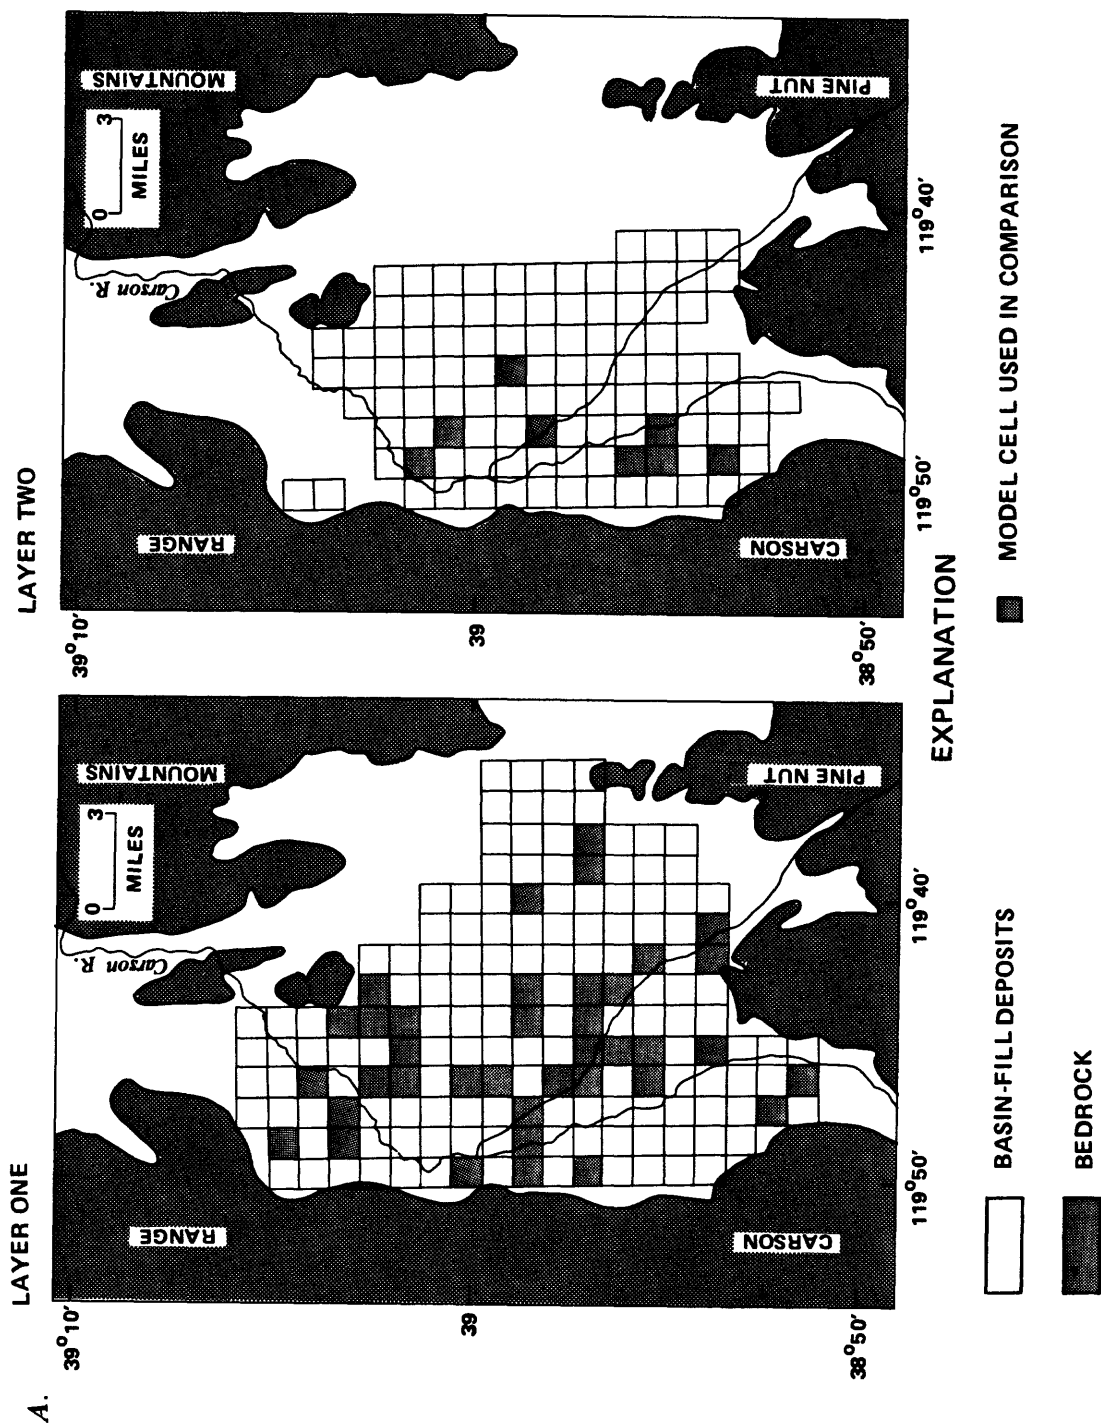 A.
LAYER ONE
39°10'
39
38°50'
119°50'
119°40'
RANGE
CARSON
MOUNTAINS
PINE NUT
Carson R.
0 3
MILES
LAYER TWO
39°10'
39
38°50'
119°50'
119°40'
RANGE
CARSON
MOUNTAINS
PINE NUT
Carson R.
0 3
MILES
EXPLANATION
BASIN-FILL DEPOSITS
BEDROCK
MODEL CELL USED IN COMPARISON